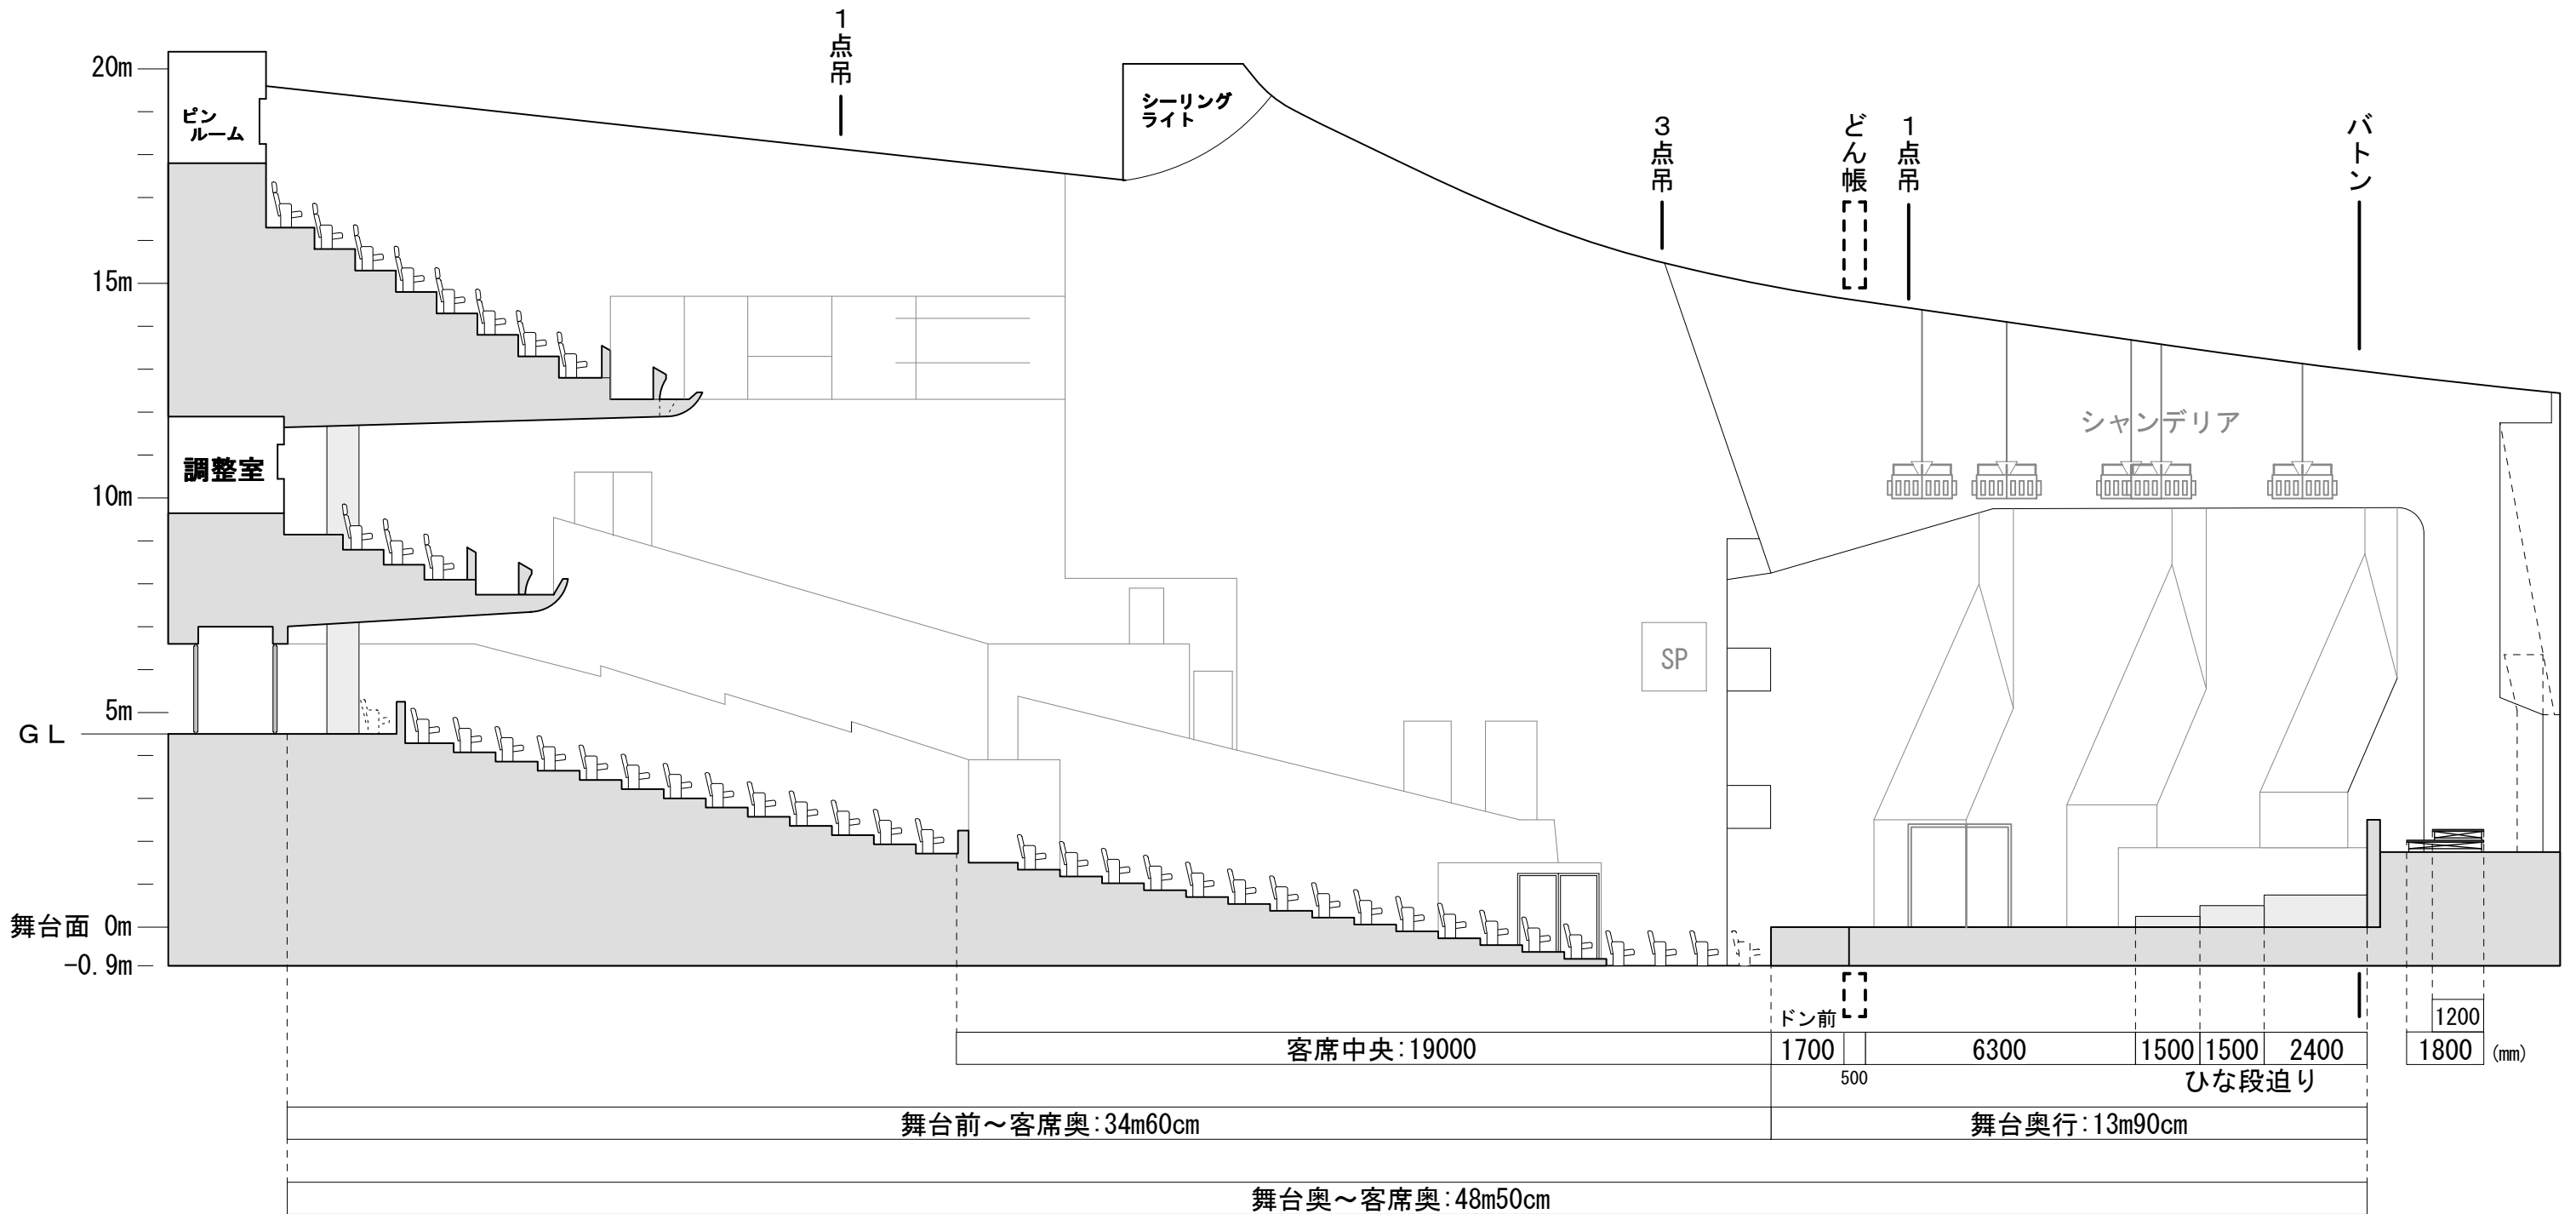 1点吊
20m
ピン
ルーム
シーリング
ライト
3点吊
どん帳
1点吊
バトン
15m
シャンデリア
調整室
10m
SP
5m
GL
舞台面 0m
-0.9m
ドン前
1200
客席中央:19000
1700
6300
1500
1500
2400
1800
(mm)
500
ひな段迫り
舞台前～客席奥:34m60cm
舞台奥行:13m90cm
舞台奥～客席奥:48m50cm